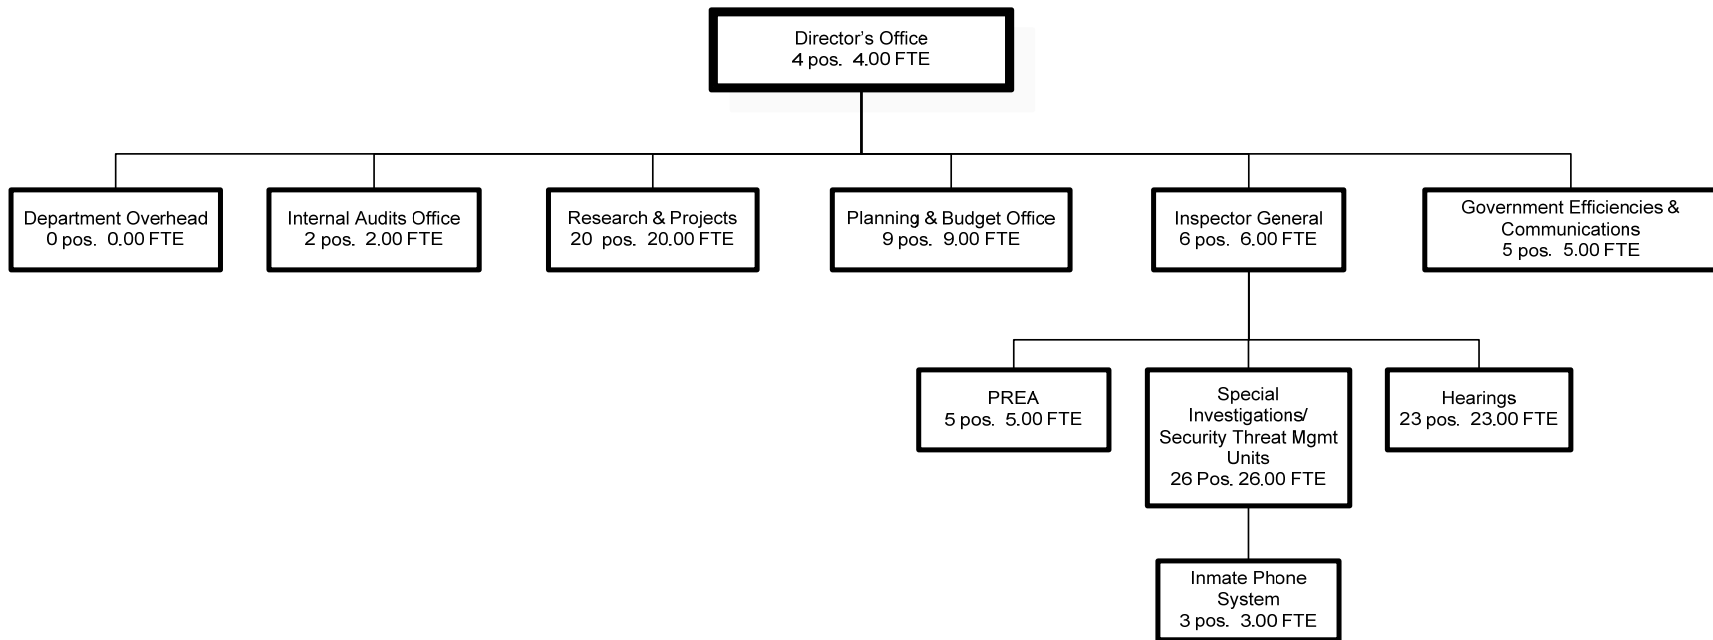 Director's Office
4 pos.  4.00 FTE
Department Overhead
0 pos.  0.00 FTE
Internal Audits Office
2 pos.  2.00 FTE
Research & Projects
20  pos.  20.00 FTE
Planning & Budget Office
9 pos.  9.00 FTE
Inspector General
6 pos.  6.00 FTE
Government Efficiencies &
Communications
5 pos.  5.00 FTE
PREA
5 pos.  5.00 FTE
Special
Investigations/
Security Threat Mgmt
Units
26 Pos. 26.00 FTE
Hearings
23 pos.  23.00 FTE
Inmate Phone
System
3 pos.  3.00 FTE